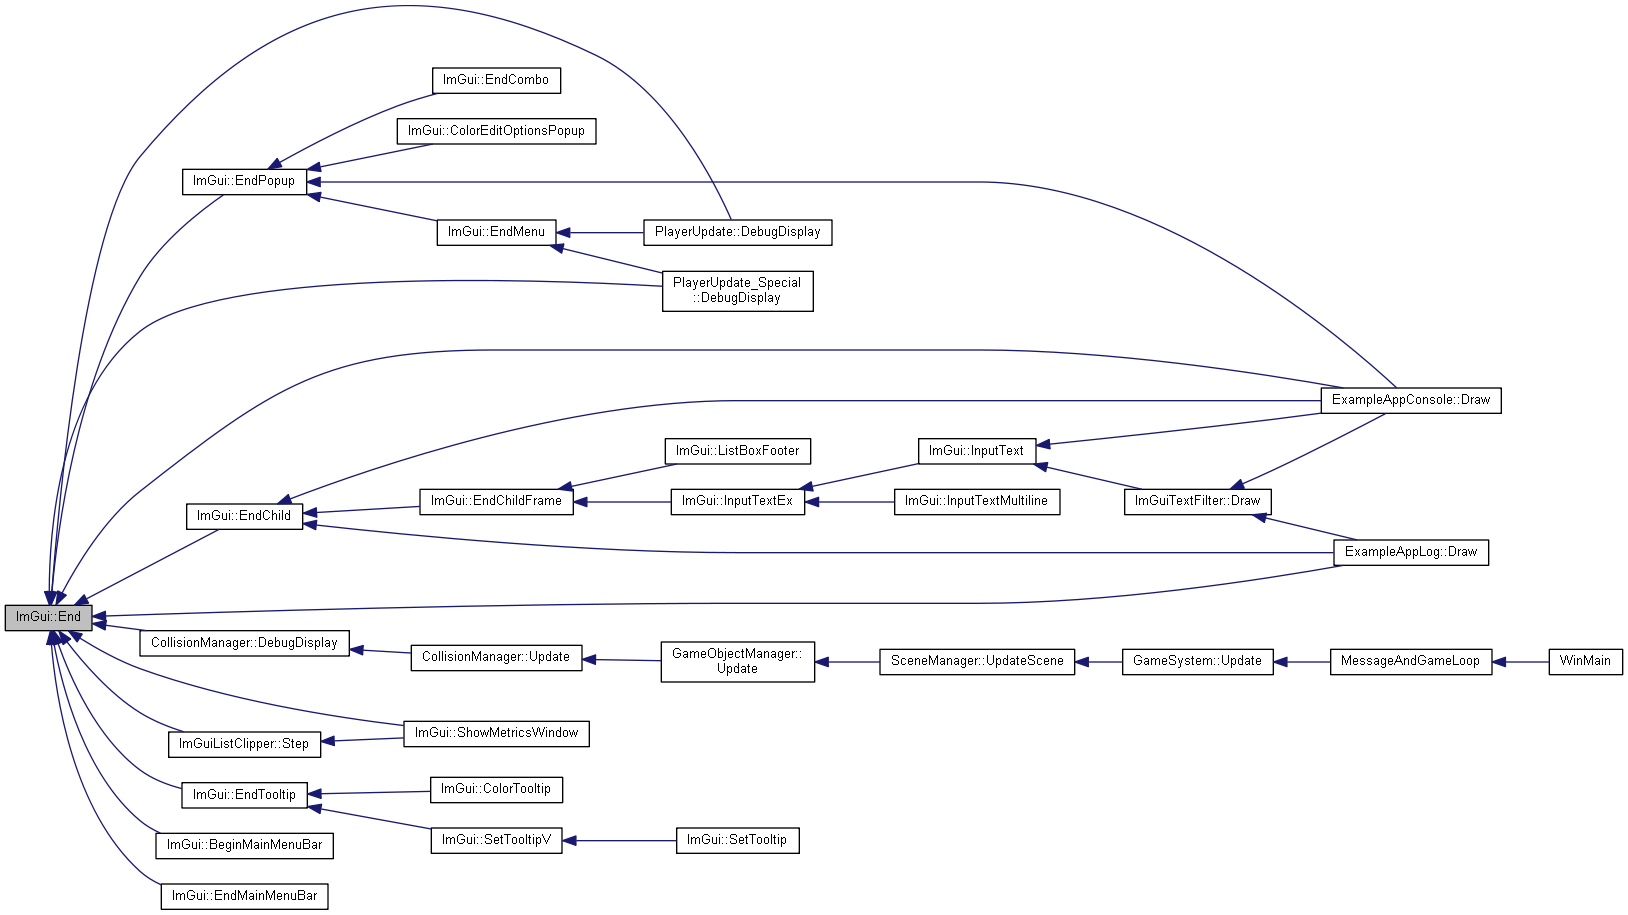 ImGui::EndCombo
ImGui::ColorEditOptionsPopup
ImGui::EndPopup
ImGui::EndMenu
PlayerUpdate::DebugDisplay
PlayerUpdate_Special
::DebugDisplay
ExampleAppConsole::Draw
ImGui::ListBoxFooter
ImGui::InputText
ImGui::EndChild
ImGui::EndChildFrame
ImGui::InputTextEx
ImGui::InputTextMultiline
ImGuiTextFilter::Draw
ExampleAppLog::Draw
ImGui::End
CollisionManager::DebugDisplay
CollisionManager::Update
GameObjectManager::
Update
SceneManager::UpdateScene
GameSystem::Update
MessageAndGameLoop
WinMain
ImGuiListClipper::Step
ImGui::ShowMetricsWindow
ImGui::EndTooltip
ImGui::ColorTooltip
ImGui::BeginMainMenuBar
ImGui::SetTooltipV
ImGui::SetTooltip
ImGui::EndMainMenuBar